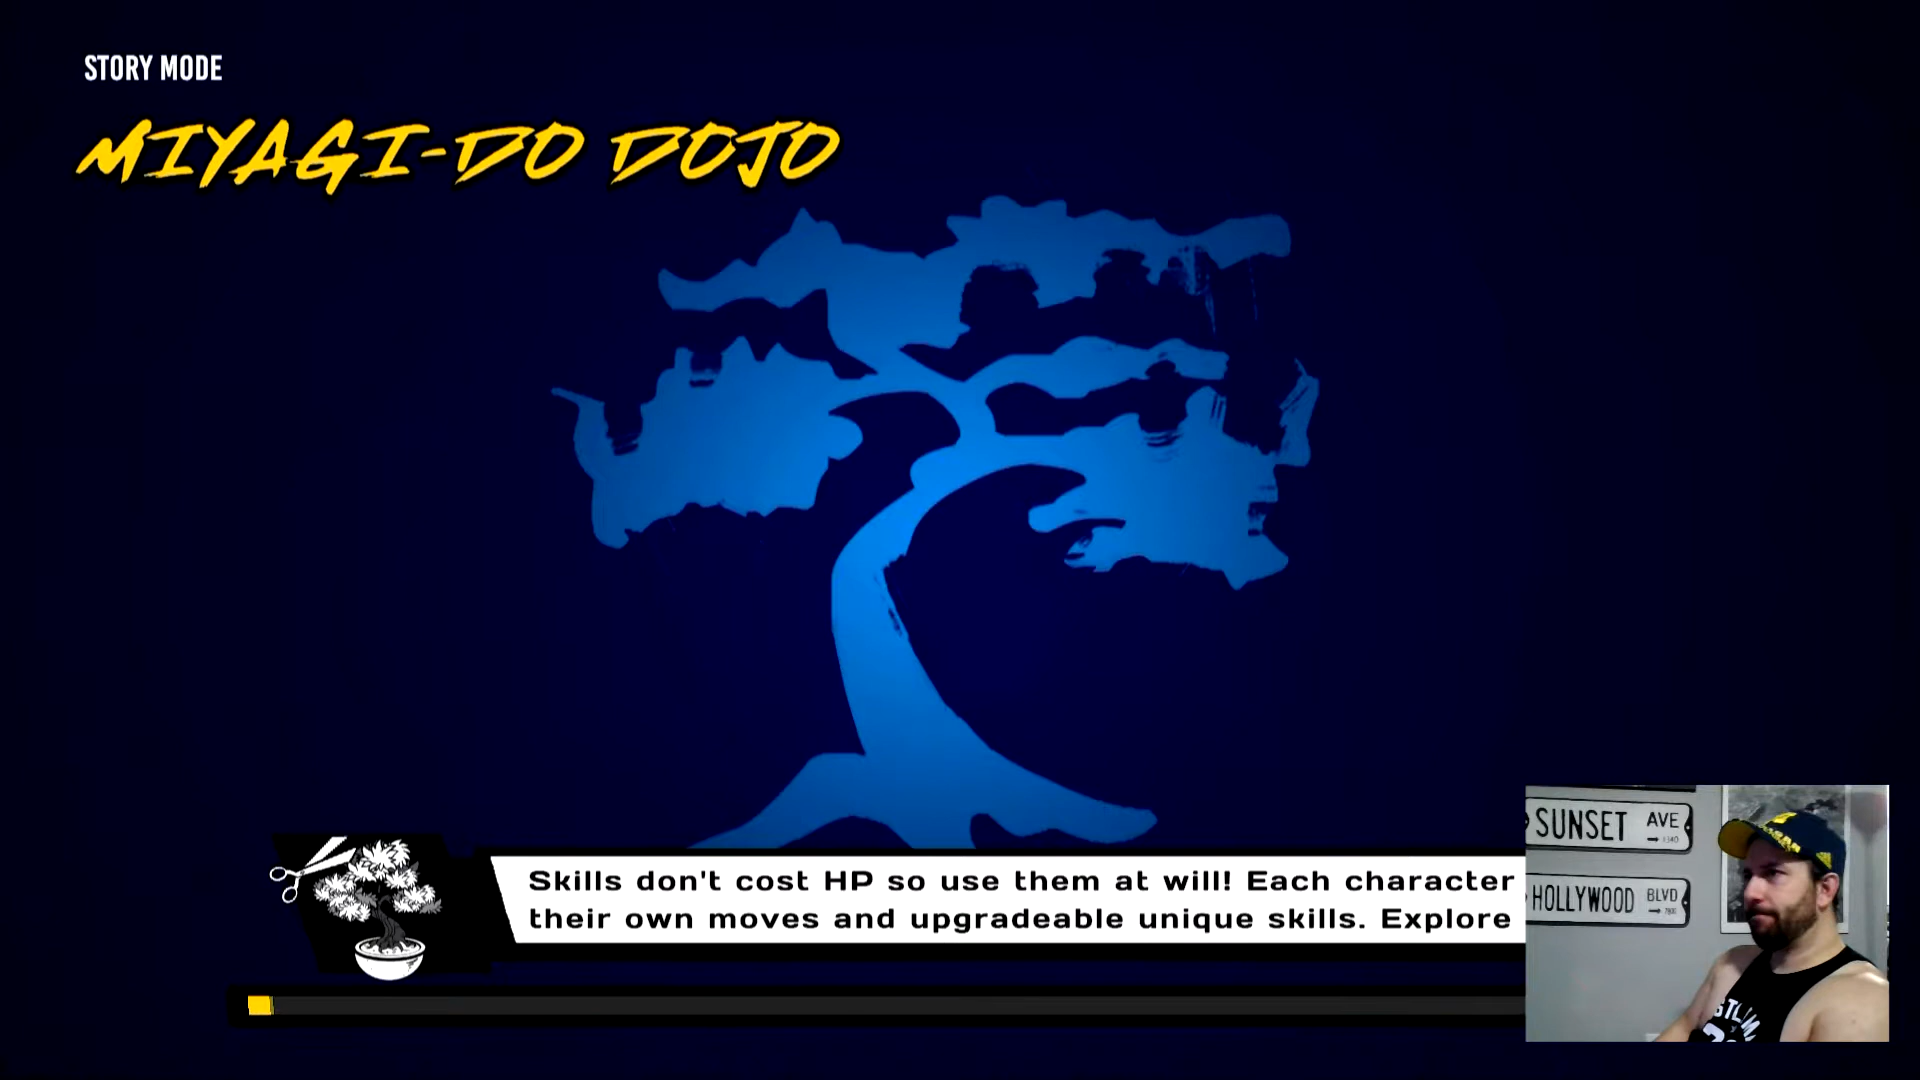 STORY MODE
MIYAGI-DO DOJO
Skills don't cost HP so use them at will! Each character
their own moves and upgradeable unique skills. Explore
SUNSET AVE
1340
HOLLYWOOD BLVD